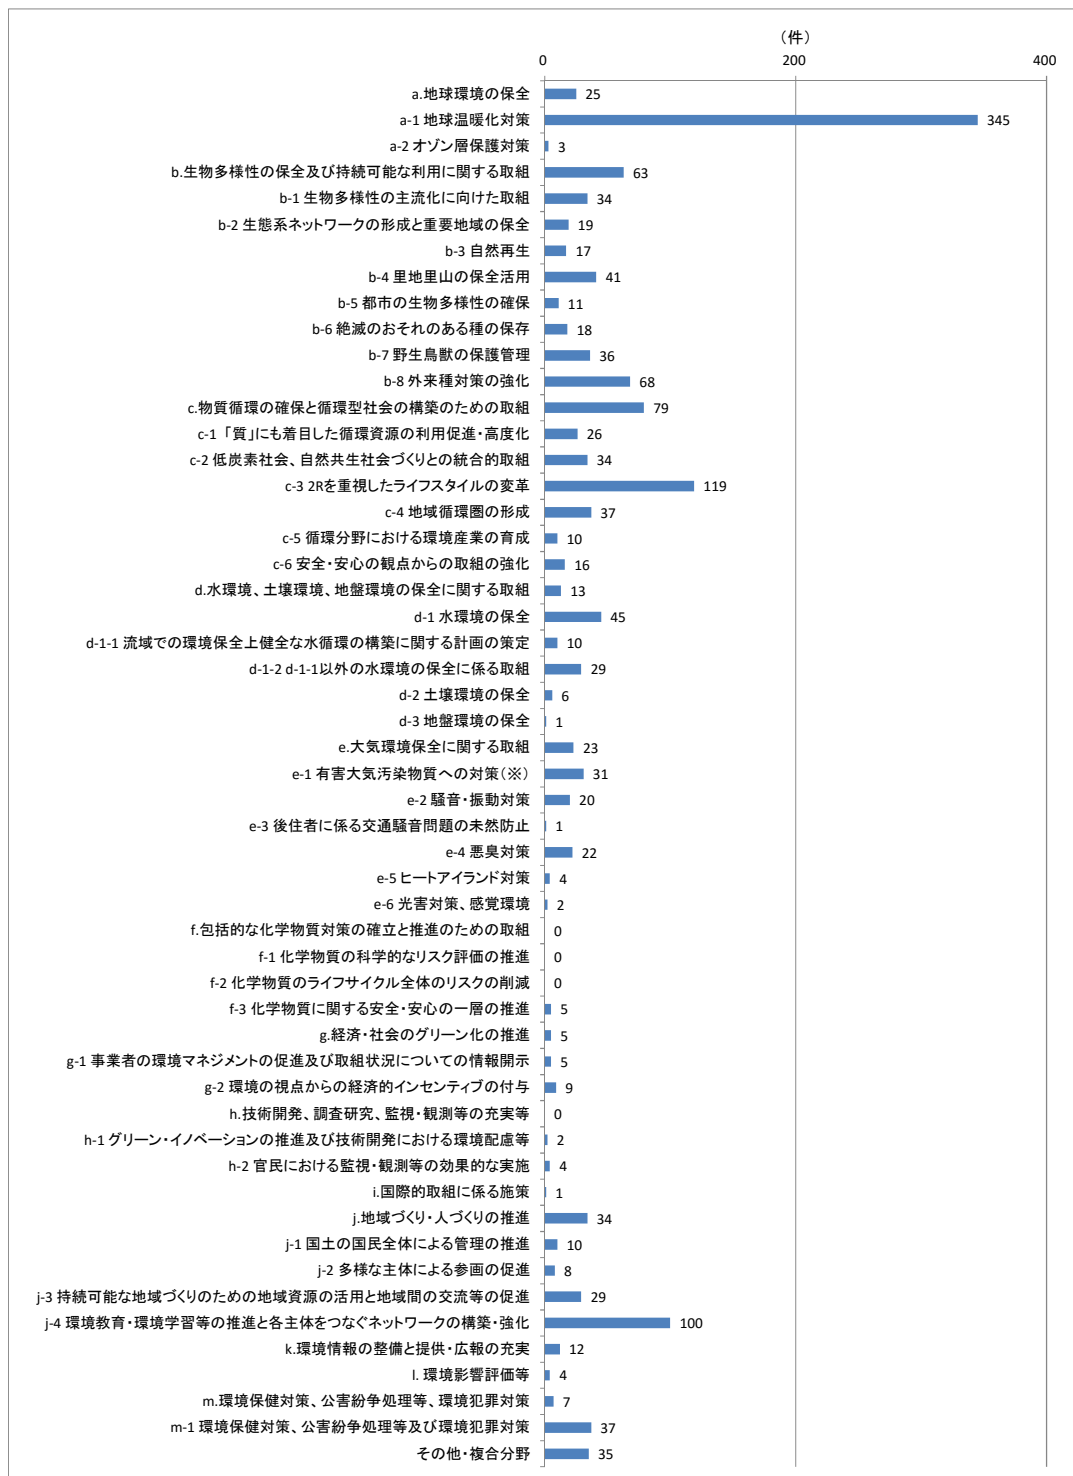 （件）
0 200 400
a.地球環境の保全 25
a-1 地球温暖化対策 345
a-2 オゾン層保護対策 3
b.生物多様性の保全及び持続可能な利用に関する取組 63
b-1 生物多様性の主流化に向けた取組 34
b-2 生態系ネットワークの形成と重要地域の保全 19
b-3 自然再生 17
b-4 里地里山の保全活用 41
b-5 都市の生物多様性の確保 11
b-6 絶滅のおそれのある種の保存 18
b-7 野生鳥獣の保護管理 36
b-8 外来種対策の強化 68
c.物質循環の確保と循環型社会の構築のための取組 79
c-1 「質」にも着目した循環資源の利用促進・高度化 26
c-2 低炭素社会、自然共生社会づくりとの統合的取組 34
c-3 2Rを重視したライフスタイルの変革 119
c-4 地域循環圏の形成 37
c-5 循環分野における環境産業の育成 10
c-6 安全・安心の観点からの取組の強化 16
d.水環境、土壌環境、地盤環境の保全に関する取組 13
d-1 水環境の保全 45
d-1-1 流域での環境保全上健全な水循環の構築に関する計画の策定 10
d-1-2 d-1-1以外の水環境の保全に係る取組 29
d-2 土壌環境の保全 6
d-3 地盤環境の保全 1
e.大気環境保全に関する取組 23
e-1 有害大気汚染物質への対策（※） 31
e-2 騒音・振動対策 20
e-3 後住者に係る交通騒音問題の未然防止 1
e-4 悪臭対策 22
e-5 ヒートアイランド対策 4
e-6 光害対策、感覚環境 2
f.包括的な化学物質対策の確立と推進のための取組 0
f-1 化学物質の科学的なリスク評価の推進 0
f-2 化学物質のライフサイクル全体のリスクの削減 0
f-3 化学物質に関する安全・安心の一層の推進 5
g.経済・社会のグリーン化の推進 5
g-1 事業者の環境マネジメントの促進及び取組状況についての情報開示 5
g-2 環境の視点からの経済的インセンティブの付与 9
h.技術開発、調査研究、監視・観測等の充実等 0
h-1 グリーン・イノベーションの推進及び技術開発における環境配慮等 2
h-2 官民における監視・観測等の効果的な実施 4
i.国際的取組に係る施策 1
j.地域づくり・人づくりの推進 34
j-1 国土の国民全体による管理の推進 10
j-2 多様な主体による参画の促進 8
j-3 持続可能な地域づくりのための地域資源の活用と地域間の交流等の促進 29
j-4 環境教育・環境学習等の推進と各主体をつなぐネットワークの構築・強化 100
k.環境情報の整備と提供・広報の充実 12
l. 環境影響評価等 4
m.環境保健対策、公害紛争処理等、環境犯罪対策 7
m-1 環境保健対策、公害紛争処理等及び環境犯罪対策 37
その他・複合分野 35